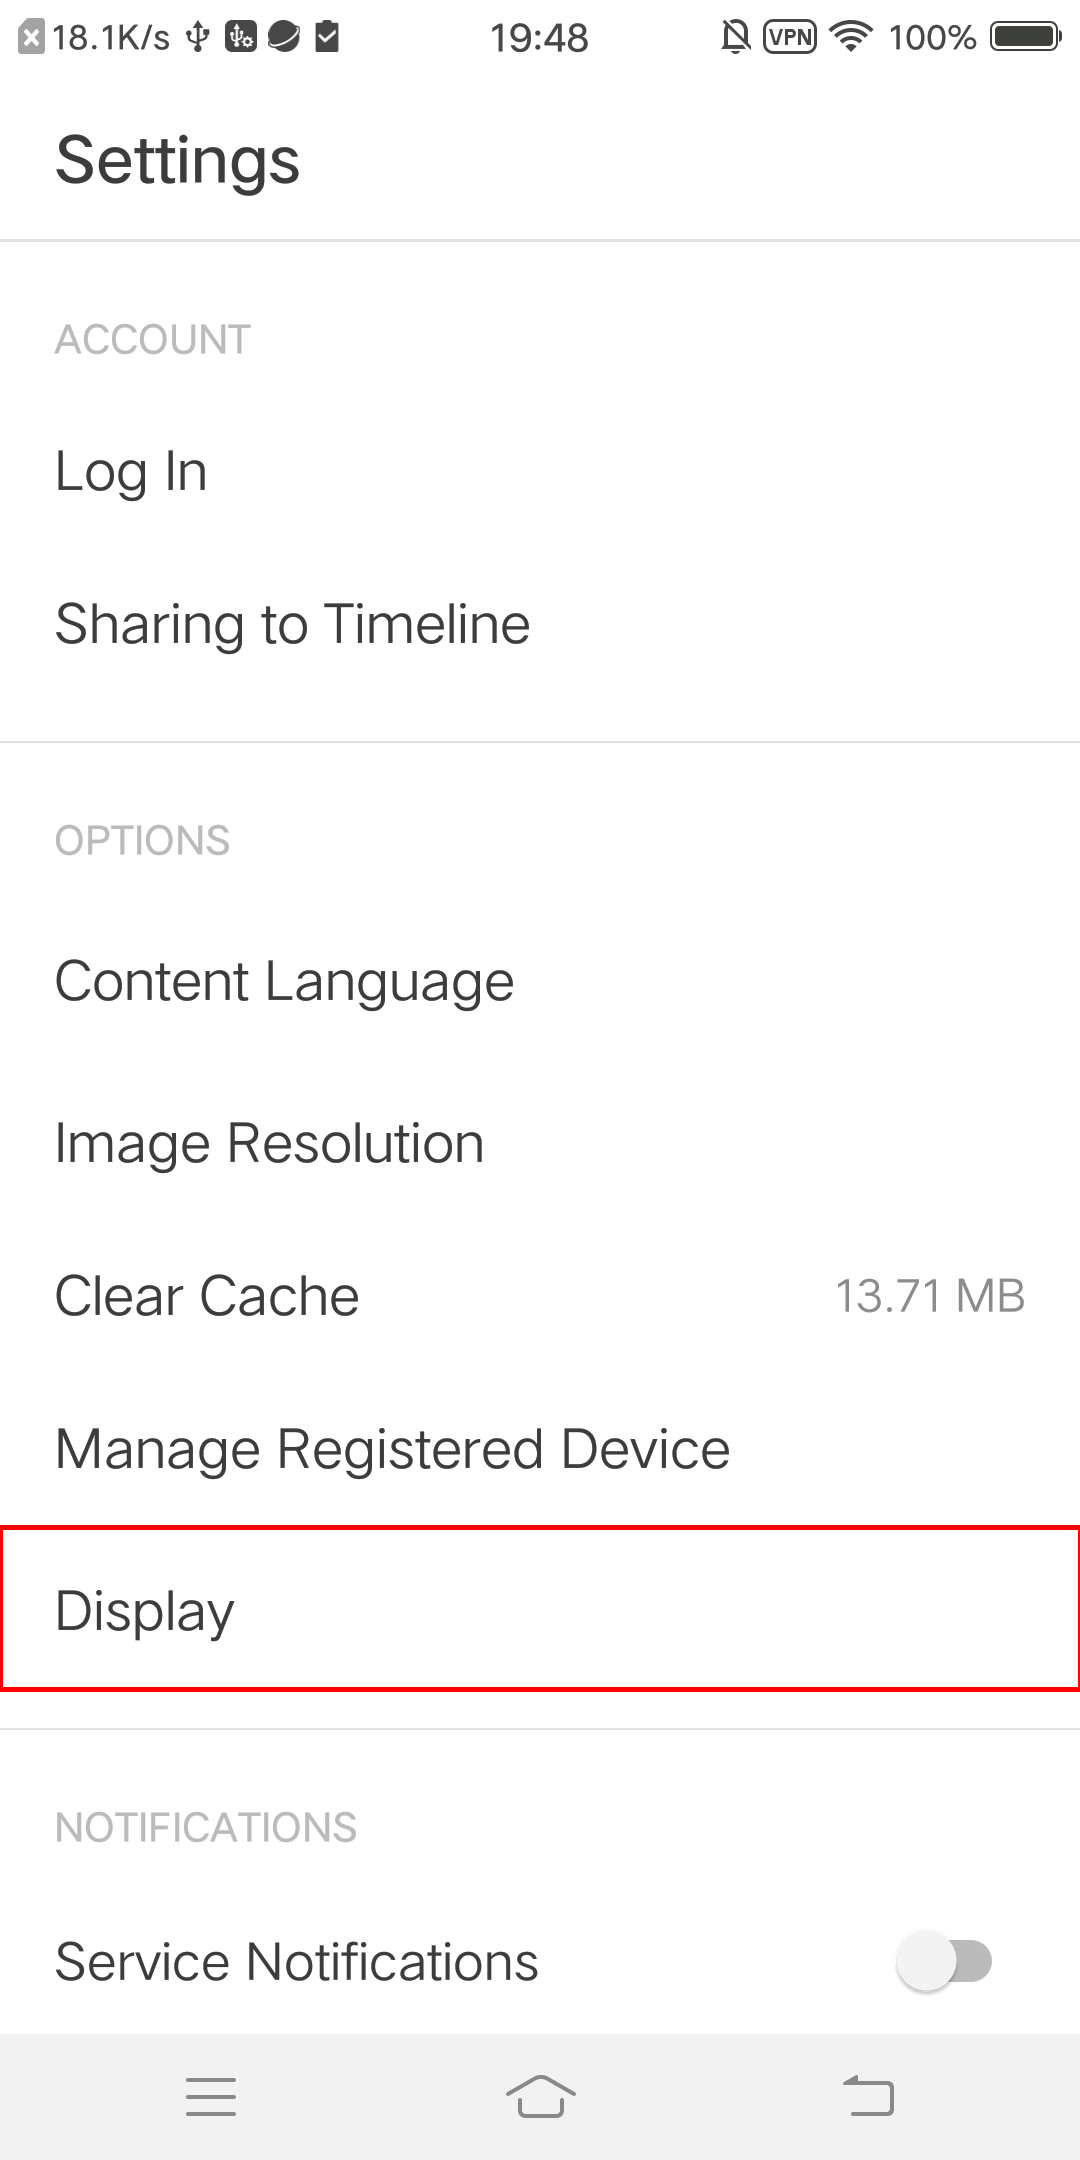 18.1K/s 19:48 VPN 100%
Settings
ACCOUNT
Log In
Sharing to Timeline
OPTIONS
Content Language
Image Resolution
Clear Cache 13.71 MB
Manage Registered Device
Display
NOTIFICATIONS
Service Notifications